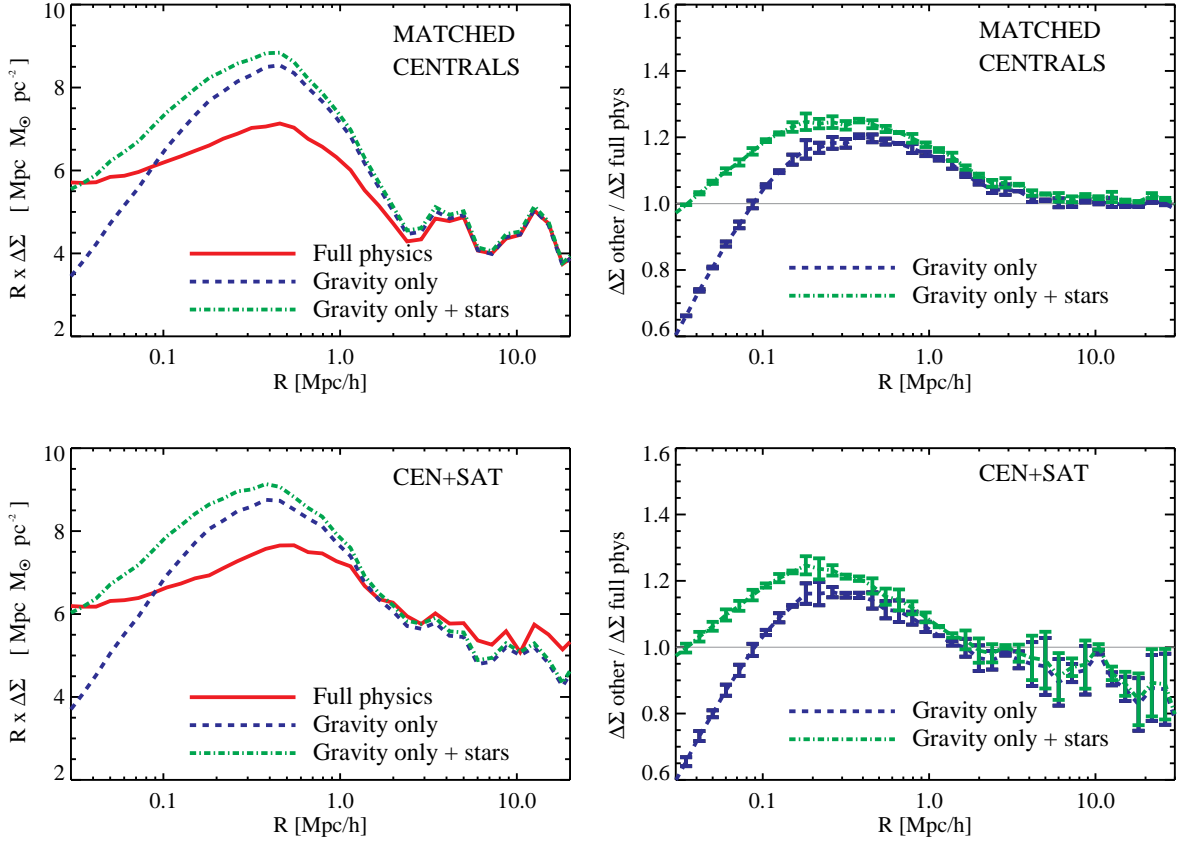 MATCHED
CENTRALS
R x ΔΣ [ Mpc M⊙ pc⁻² ]
10
8
6
4
2
Full physics
Gravity only
Gravity only + stars
0.1
1.0
10.0
R [Mpc/h]
MATCHED
CENTRALS
ΔΣ other / ΔΣ full phys
1.6
1.4
1.2
1.0
0.8
0.6
Gravity only
Gravity only + stars
0.1
1.0
10.0
R [Mpc/h]
CEN+SAT
R x ΔΣ [ Mpc M⊙ pc⁻² ]
10
8
6
4
2
Full physics
Gravity only
Gravity only + stars
0.1
1.0
10.0
R [Mpc/h]
CEN+SAT
ΔΣ other / ΔΣ full phys
1.6
1.4
1.2
1.0
0.8
0.6
Gravity only
Gravity only + stars
0.1
1.0
10.0
R [Mpc/h]